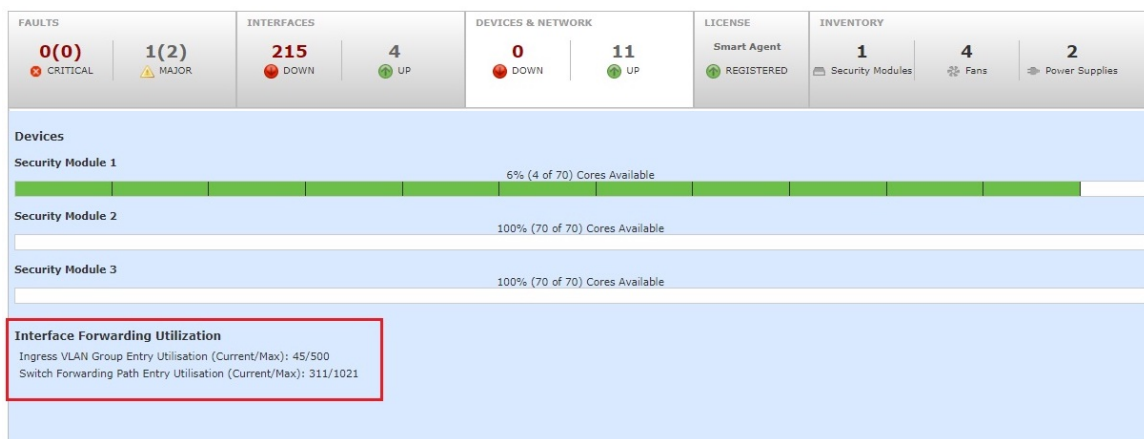 FAULTS
0(0)
CRITICAL
1(2)
MAJOR
INTERFACES
215
DOWN
4
UP
DEVICES & NETWORK
0
DOWN
11
UP
LICENSE
Smart Agent
REGISTERED
INVENTORY
1
Security Modules
4
Fans
2
Power Supplies
Devices
Security Module 1
6% (4 of 70) Cores Available
Security Module 2
100% (70 of 70) Cores Available
Security Module 3
100% (70 of 70) Cores Available
Interface Forwarding Utilization
Ingress VLAN Group Entry Utilisation (Current/Max): 45/500
Switch Forwarding Path Entry Utilisation (Current/Max): 311/1021